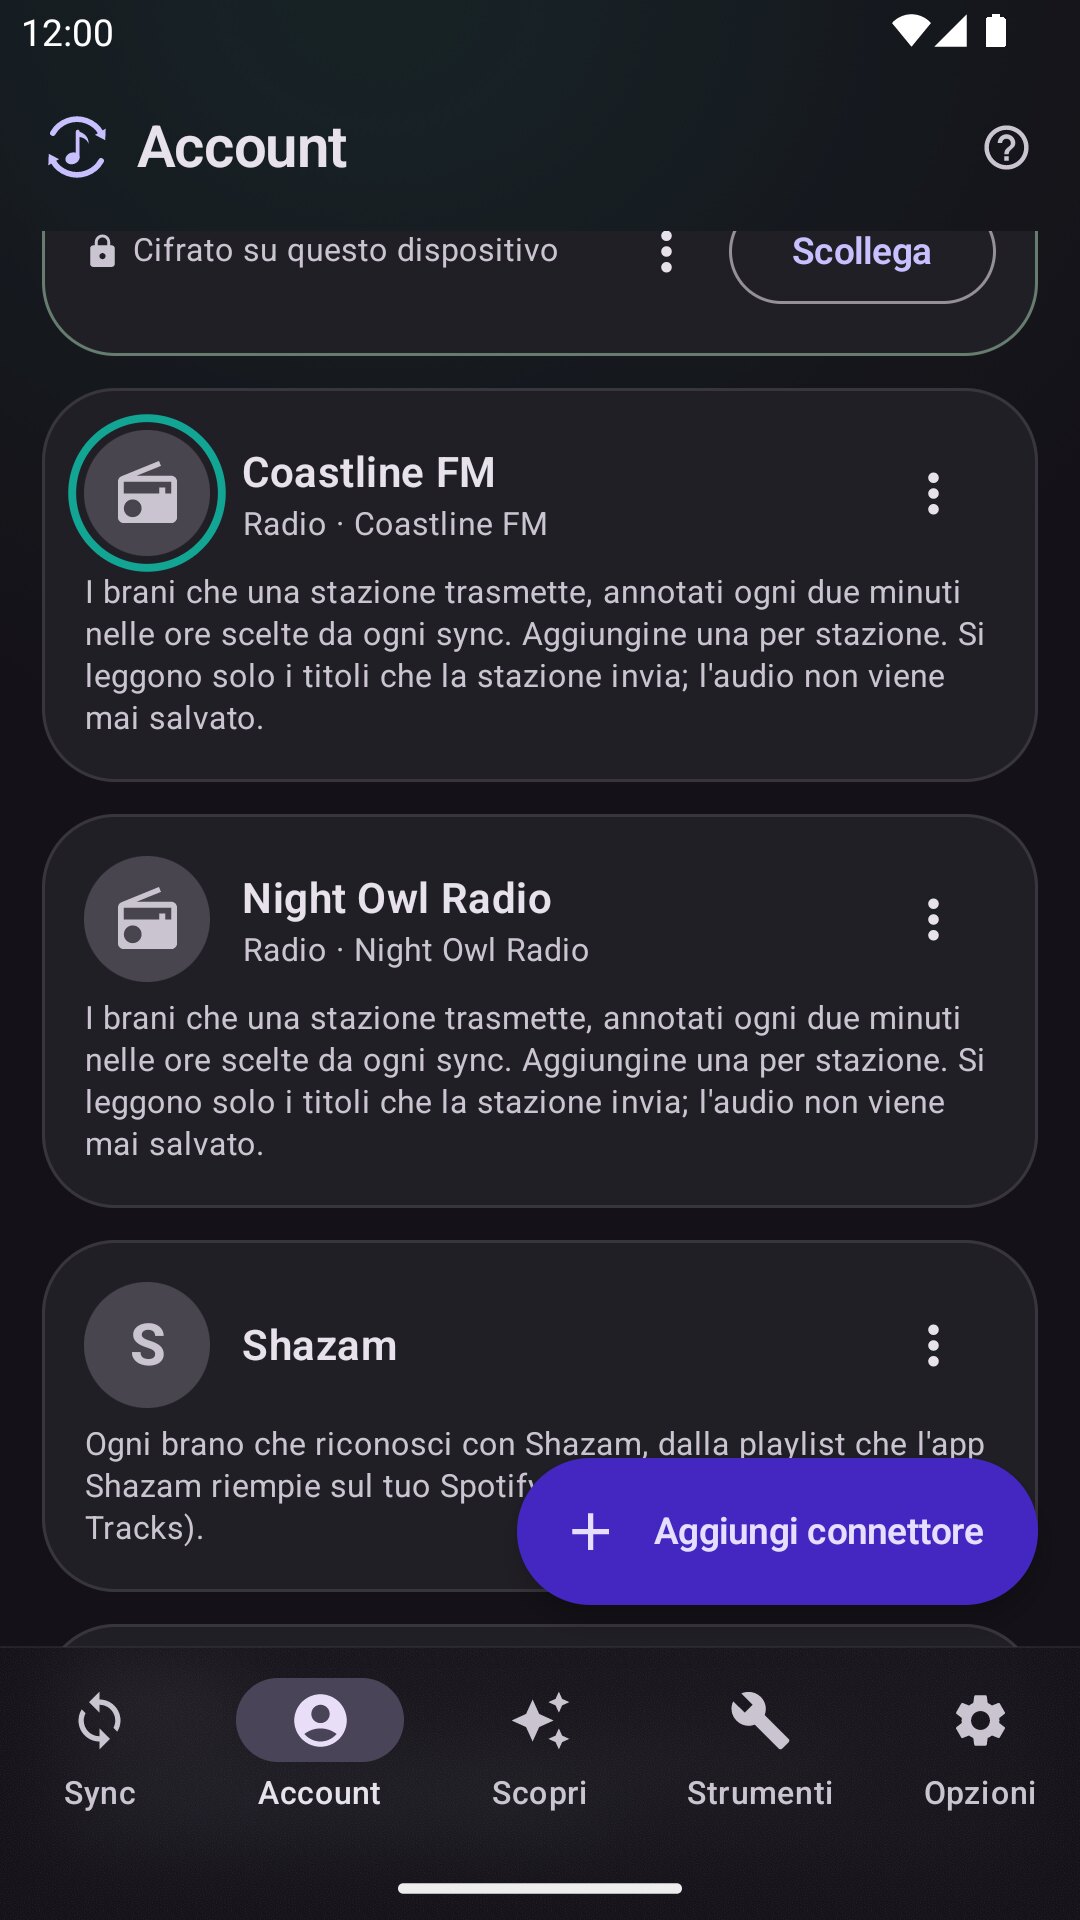 12:00
Account
Cifrato su questo dispositivo
Scollega
Coastline FM
Radio · Coastline FM
I brani che una stazione trasmette, annotati ogni due minuti
nelle ore scelte da ogni sync. Aggiungine una per stazione. Si
leggono solo i titoli che la stazione invia; l'audio non viene
mai salvato.
Night Owl Radio
Radio · Night Owl Radio
I brani che una stazione trasmette, annotati ogni due minuti
nelle ore scelte da ogni sync. Aggiungine una per stazione. Si
leggono solo i titoli che la stazione invia; l'audio non viene
mai salvato.
S
Shazam
Ogni brano che riconosci con Shazam, dalla playlist che l'app
Shazam riempie sul tuo
Tracks).
Aggiungi connettore
Sync
Account
Scopri
Strumenti
Opzioni